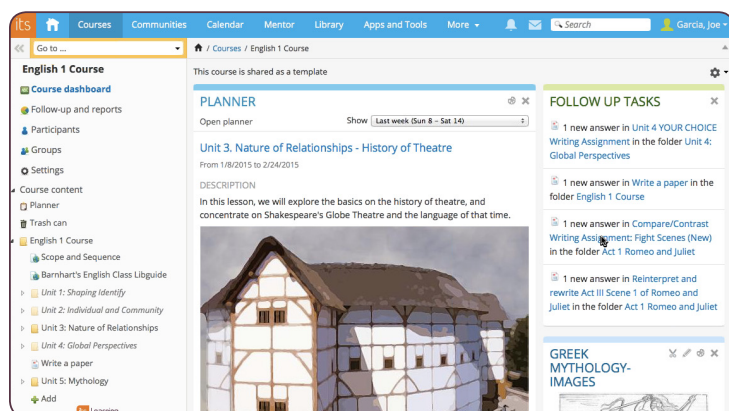 its
Courses
Communities
Calendar
Mentor
Library
Apps and Tools
More
Search
Garcia, Joe
Go to ...
/ Courses / English 1 Course
English 1 Course
Course dashboard
Follow-up and reports
Participants
Groups
Settings
Course content
Planner
Trash can
English 1 Course
Scope and Sequence
Barnhart's English Class Libguide
Unit 1: Shaping Identify
Unit 2: Individual and Community
Unit 3: Nature of Relationships
Unit 4: Global Perspectives
Write a paper
Unit 5: Mythology
Add
its Learning
This course is shared as a template
PLANNER
Open planner
Show Last week (Sun 8 – Sat 14)
Unit 3. Nature of Relationships - History of Theatre
From 1/8/2015 to 2/24/2015
DESCRIPTION
In this lesson, we will explore the basics on the history of theatre, and
concentrate on Shakespeare's Globe Theatre and the language of that time.
FOLLOW UP TASKS
1 new answer in Unit 4 YOUR CHOICE
Writing Assignment in the folder Unit 4:
Global Perspectives
1 new answer in Write a paper in the
folder English 1 Course
1 new answer in Compare/Contrast
Writing Assignment: Fight Scenes (New)
in the folder Act 1 Romeo and Juliet
1 new answer in Reinterpret and
rewrite Act III Scene 1 of Romeo and
Juliet in the folder Act 1 Romeo and Juliet
GREEK
MYTHOLOGY-
IMAGES